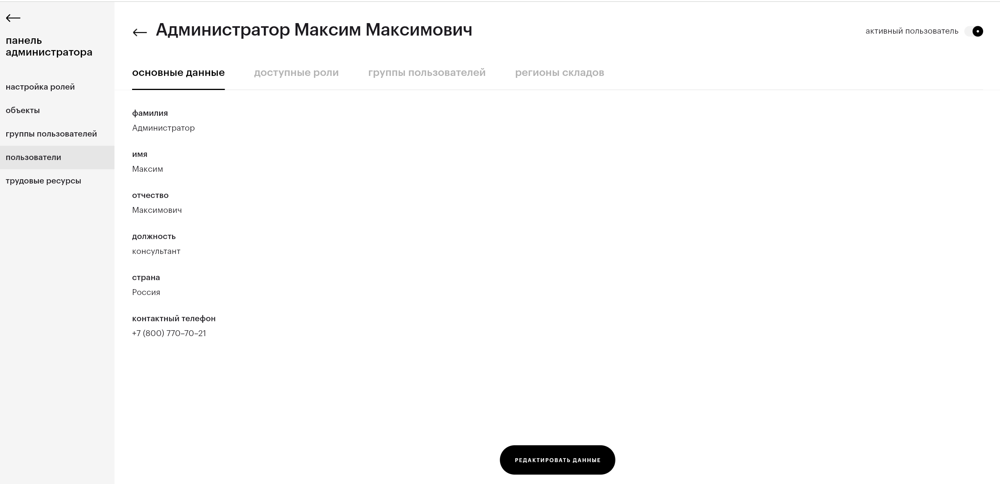 панель
администратора
настройка ролей
объекты
группы пользователей
пользователи
трудовые ресурсы
Администратор Максим Максимович
активный пользователь
основные данные
доступные роли
группы пользователей
регионы складов
фамилия
Администратор
имя
Максим
отчество
Максимович
должность
консультант
страна
Россия
контактный телефон
+7 (800) 770–70–21
РЕДАКТИРОВАТЬ ДАННЫЕ